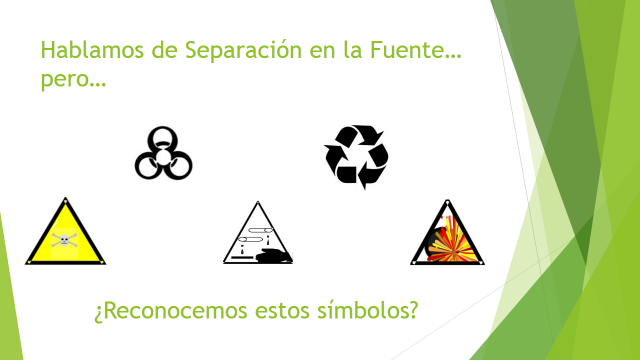 Hablamos de Separación en la Fuente…
pero…
¿Reconocemos estos símbolos?